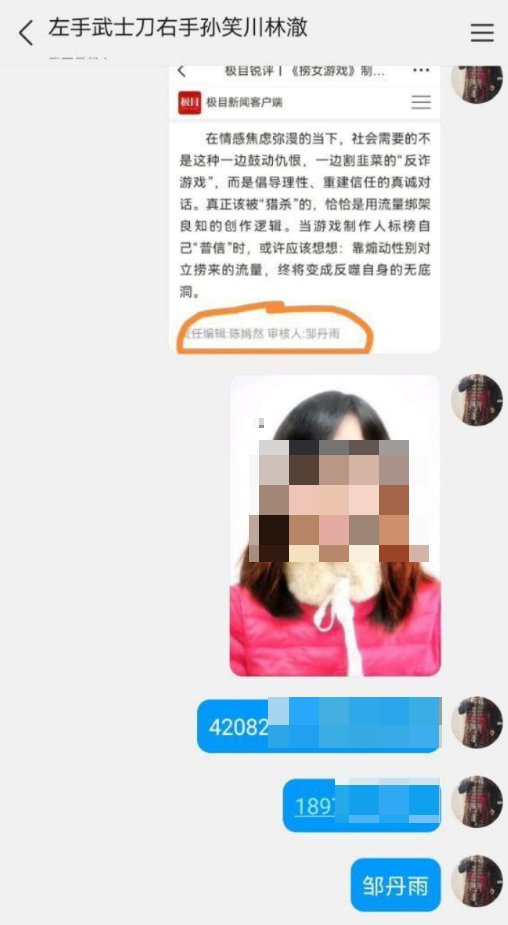 左手武士刀右手孙笑川林澈
极目锐评丨《捞女游戏》制...
极目
极目新闻客户端
在情感焦虑弥漫的当下，社会需要的不
是这种一边鼓动仇恨，一边割韭菜的“反诈
游戏”，而是倡导理性、重建信任的真诚对
话。真正该被“猎杀”的，恰恰是用流量绑架
良知的创作逻辑。当游戏制作人标榜自
己“普信”时，或许应该想想：靠煽动性别对
立捞来的流量，终将变成反噬自身的无底
洞。
责任编辑:陈嫣然 审核人:邹丹雨
42082
1897
邹丹雨